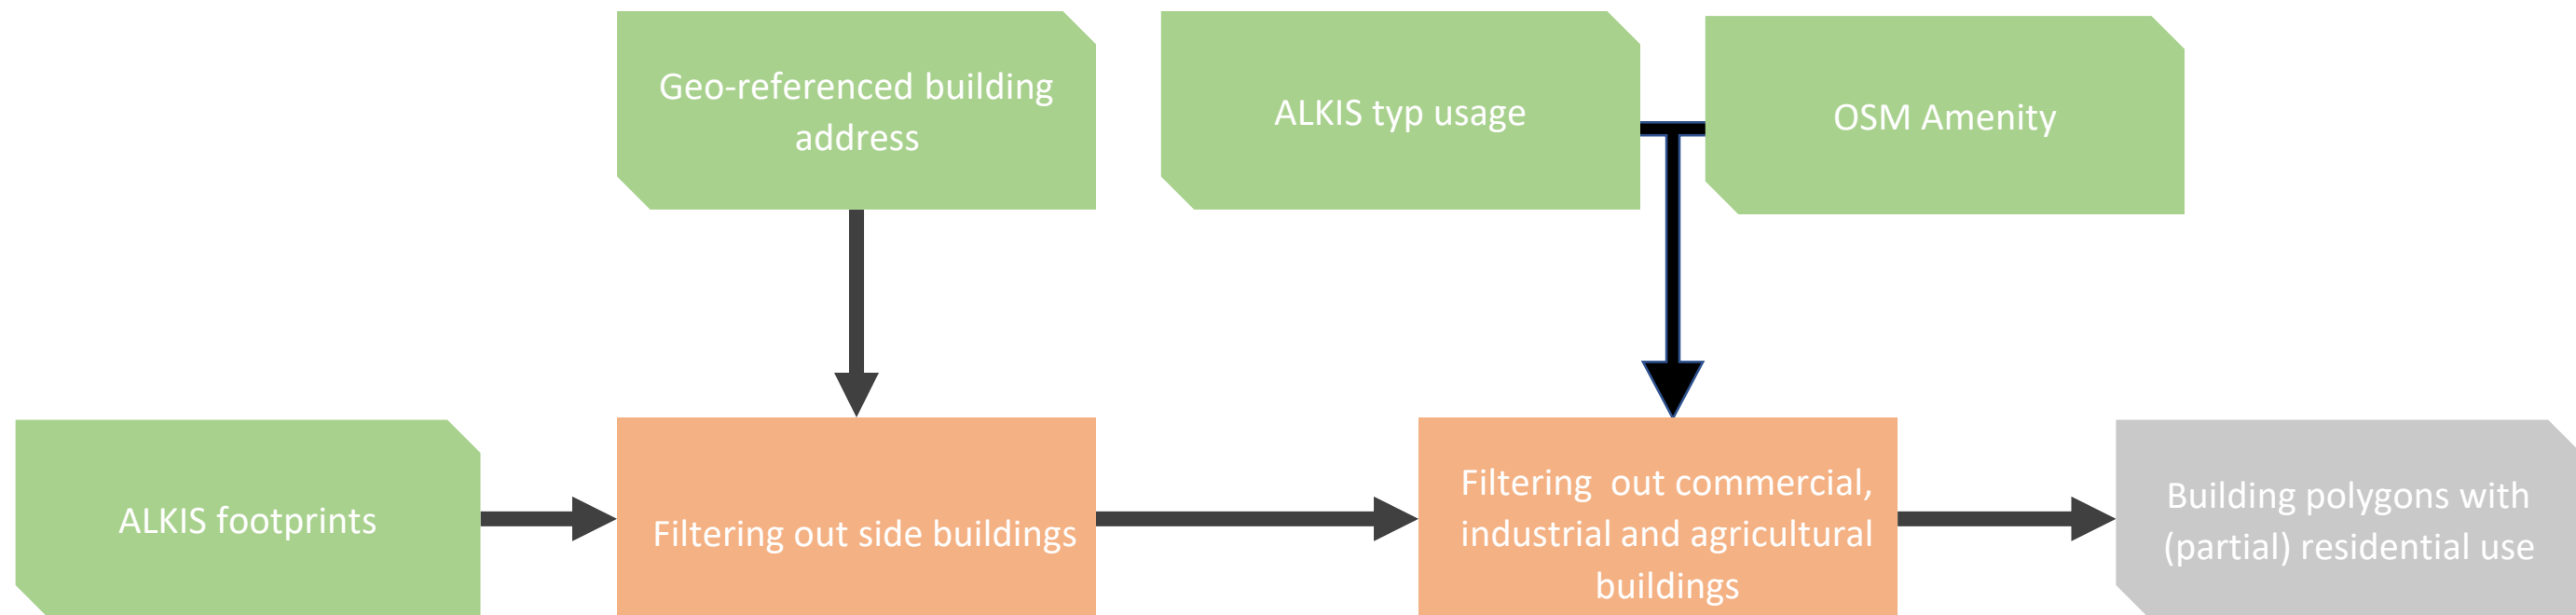 Geo-referenced building
address
ALKIS typ usage
OSM Amenity
ALKIS footprints
Filtering out side buildings
Filtering  out commercial,
industrial and agricultural
buildings
Building polygons with
(partial) residential use